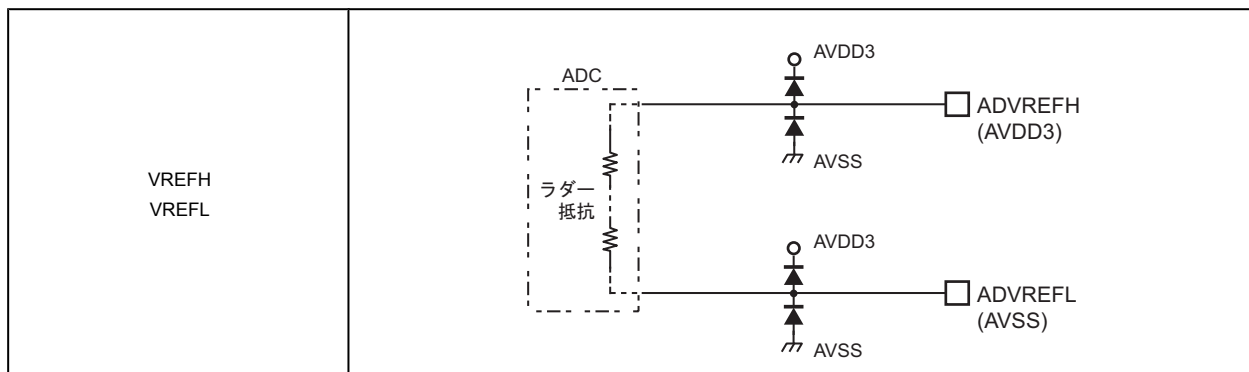 VREFH
VREFL
ADC
ラダー
抵抗
AVDD3
AVSS
ADVREFH
(AVDD3)
AVDD3
AVSS
ADVREFL
(AVSS)